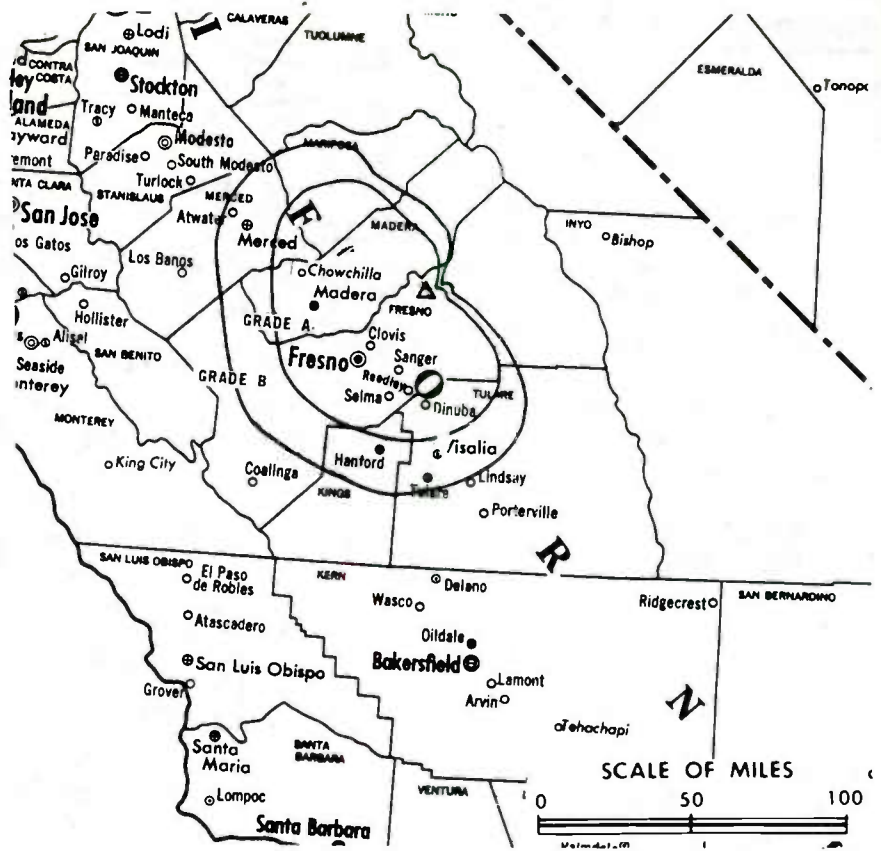 CALAVERAS
Lodi
TUOLUMNE
SAN JOAQUIN
CONTRA
COSTA
Stockton
ESMERALDA
Tracy
Manteca
ALAMEDA
Modesta
Paradise
South Modesto
MARIPOSA
Turlock
STANISLAUS
MERCED
Atwater
Merced
San Jose
MADERA
INYO
Bishop
os Gatos
Los Banos
Chowchilla
Gilroy
Madera
FRESNO
Hollister
GRADE A
Clovis
Alisal
SAN BENITO
Fresno
Sanger
Seaside
GRADE B
Reedley
Selma
TULARE
Dinuba
MONTEREY
King City
Hanford
Coalinga
KINGS
Lindsay
Tulare
Porterville
R
SAN LUIS OBISPO
El Paso
de Robles
KERN
Delano
Wasco
Ridgecrest
SAN BERNARDINO
Atascadero
Oildale
Bakersfield
San Luis Obispo
Lamont
Grover
Arvin
N
Tehachapi
Santa
Maria
SANTA
BARBARA
SCALE OF MILES
VENTURA
0 50 100
Lompoc
Santa Barbara